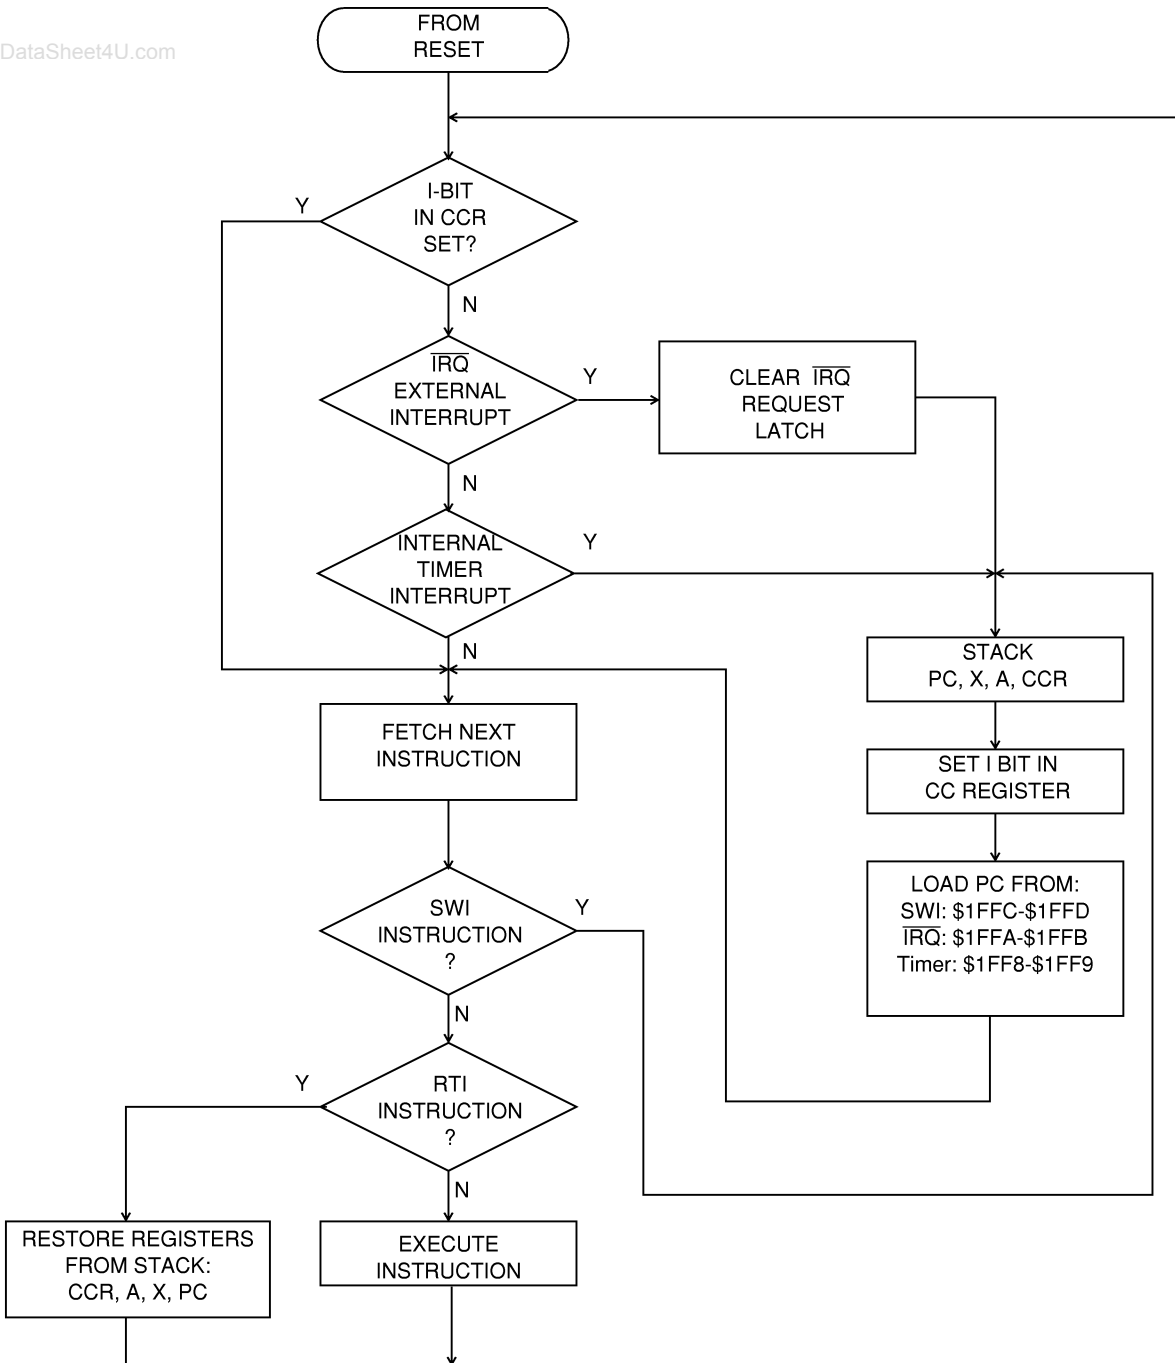 FROM
RESET
DataSheet4U.com
I-BIT
IN CCR
SET?
Y
N
IRQ
EXTERNAL
INTERRUPT
Y
CLEAR IRQ
REQUEST
LATCH
N
INTERNAL
TIMER
INTERRUPT
Y
N
STACK
PC, X, A, CCR
FETCH NEXT
INSTRUCTION
SET I BIT IN
CC REGISTER
LOAD PC FROM:
SWI: $1FFC-$1FFD
IRQ: $1FFA-$1FFB
Timer: $1FF8-$1FF9
SWI
INSTRUCTION
?
Y
N
RTI
INSTRUCTION
?
Y
N
RESTORE REGISTERS
FROM STACK:
CCR, A, X, PC
EXECUTE
INSTRUCTION